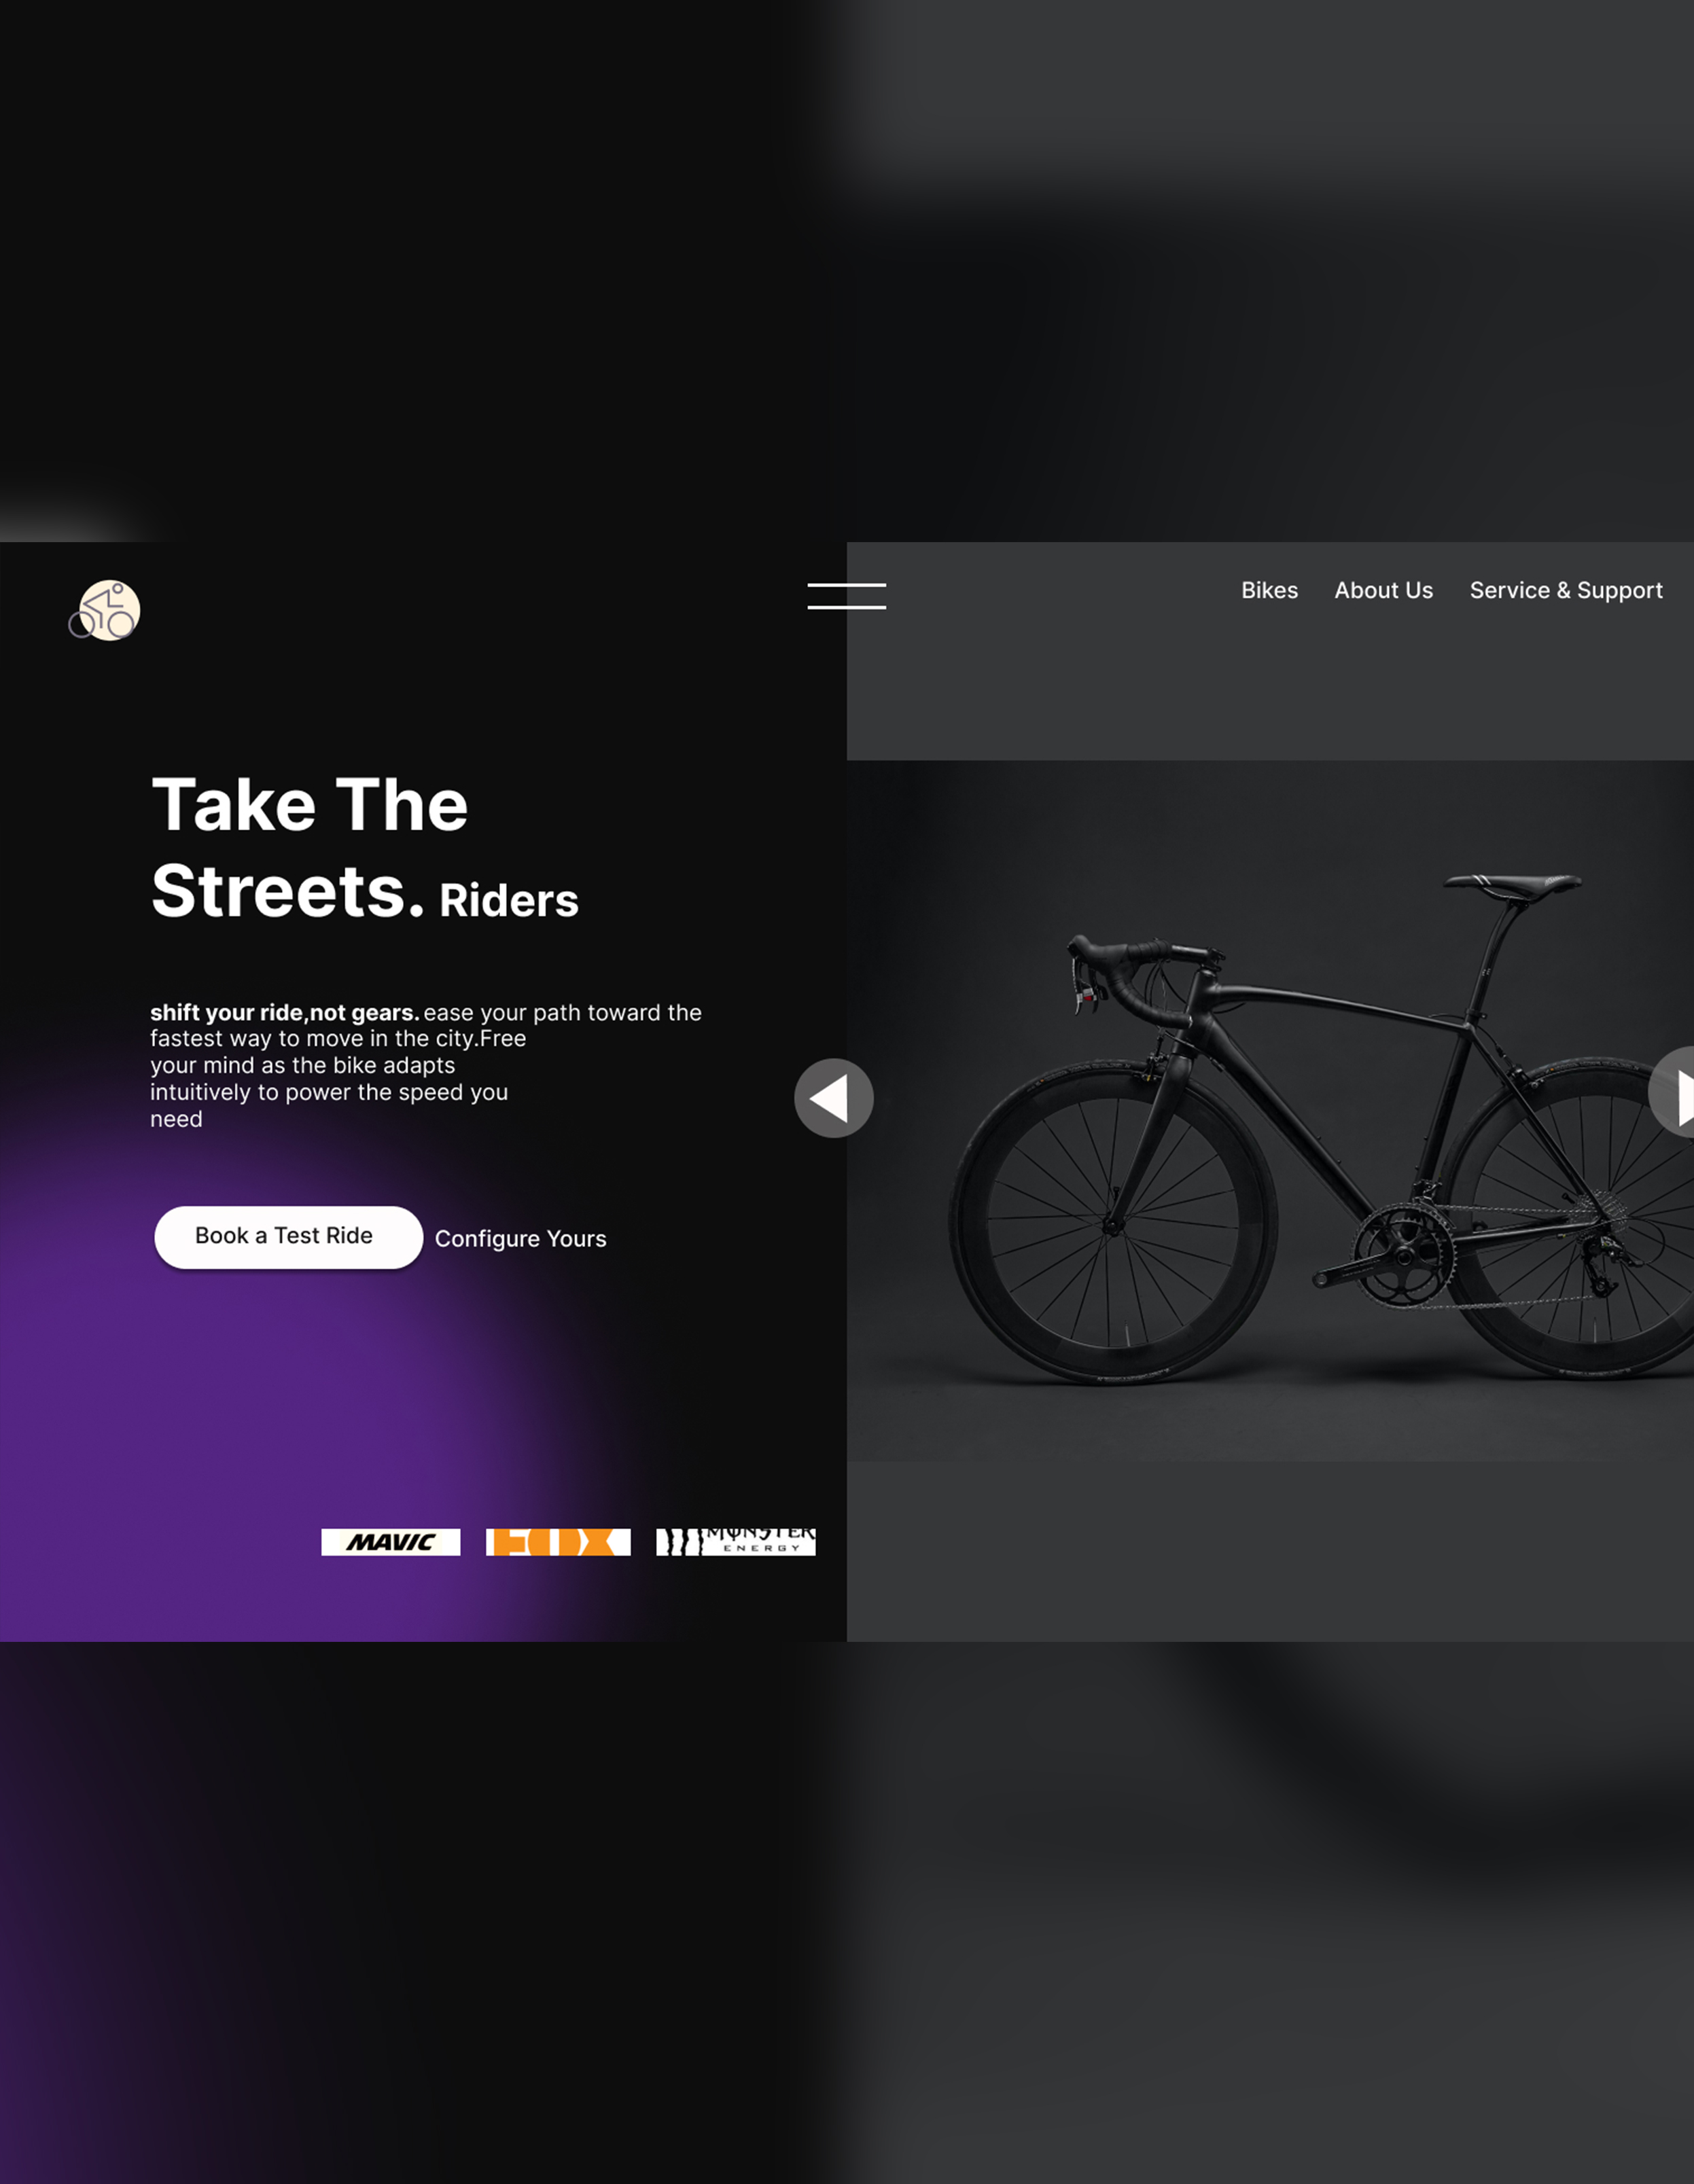 Bikes About Us Service & Support
Take The
Streets. Riders
shift your ride,not gears. ease your path toward the
fastest way to move in the city.Free
your mind as the bike adapts
intuitively to power the speed you
need
Book a Test Ride Configure Yours
MAVIC FOX MONSTER
ENERGY